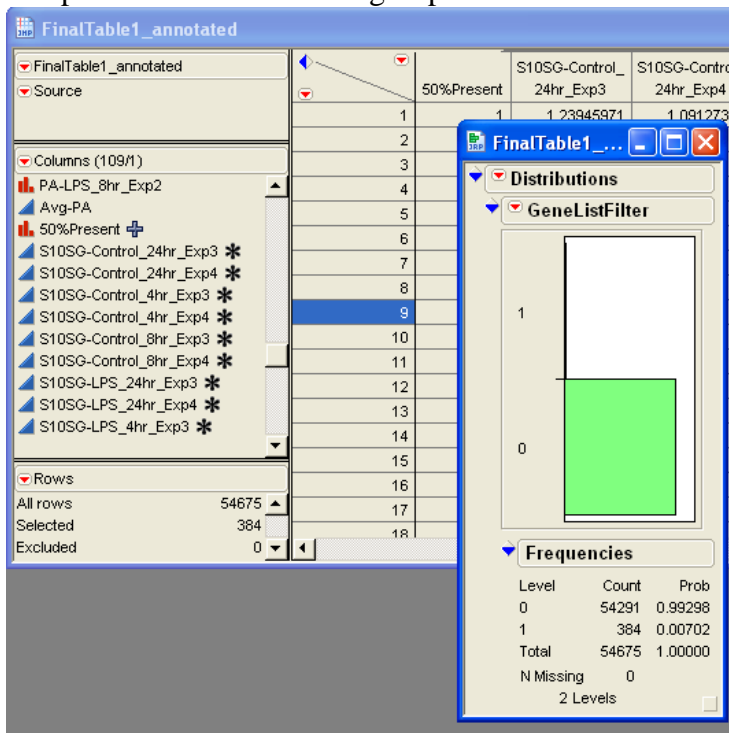 FinalTable1_annotated
FinalTable1_annotated
Source
Columns (109/1)
PA-LPS_8hr_Exp2
Avg-PA
50%Present
S10SG-Control_24hr_Exp3
S10SG-Control_24hr_Exp4
S10SG-Control_4hr_Exp3
S10SG-Control_4hr_Exp4
S10SG-Control_8hr_Exp3
S10SG-Control_8hr_Exp4
S10SG-LPS_24hr_Exp3
S10SG-LPS_24hr_Exp4
S10SG-LPS_4hr_Exp3
Rows
All rows 54675
Selected 384
Excluded 0
50%Present
S10SG-Control_
24hr_Exp3
S10SG-Contro
24hr_Exp4
1 1 1.23945971 1.091273
2
3
4
5
6
7
8
9
10
11
12
13
14
15
16
17
18
JRP FinalTable1_...
Distributions
GeneListFilter
1
0
Frequencies
Level Count Prob
0 54291 0.99298
1 384 0.00702
Total 54675 1.00000
N Missing 0
2 Levels